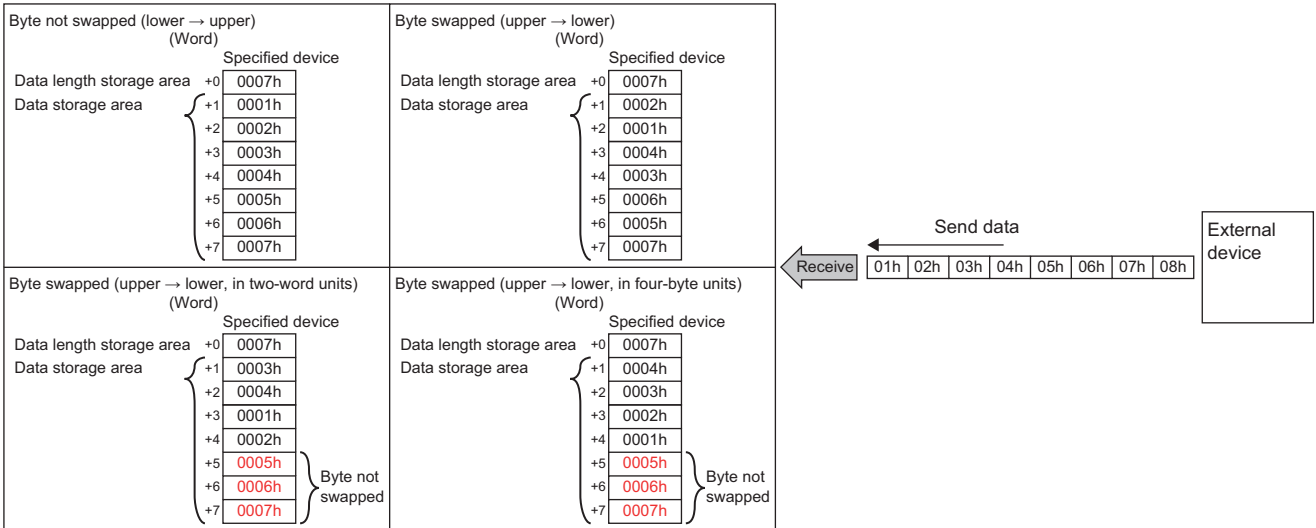 Byte not swapped (lower → upper)
(Word)
Specified device
Data length storage area +0 0007h
Data storage area +1 0001h
+2 0002h
+3 0003h
+4 0004h
+5 0005h
+6 0006h
+7 0007h
Byte swapped (upper → lower)
(Word)
Specified device
Data length storage area +0 0007h
Data storage area +1 0002h
+2 0001h
+3 0004h
+4 0003h
+5 0006h
+6 0005h
+7 0007h
Byte swapped (upper → lower, in two-word units)
(Word)
Specified device
Data length storage area +0 0007h
Data storage area +1 0003h
+2 0004h
+3 0001h
+4 0002h
+5 0005h
+6 0006h
+7 0007h
Byte not
swapped
Byte swapped (upper → lower, in four-byte units)
(Word)
Specified device
Data length storage area +0 0007h
Data storage area +1 0004h
+2 0003h
+3 0002h
+4 0001h
+5 0005h
+6 0006h
+7 0007h
Byte not
swapped
Send data
Receive 01h 02h 03h 04h 05h 06h 07h 08h
External
device